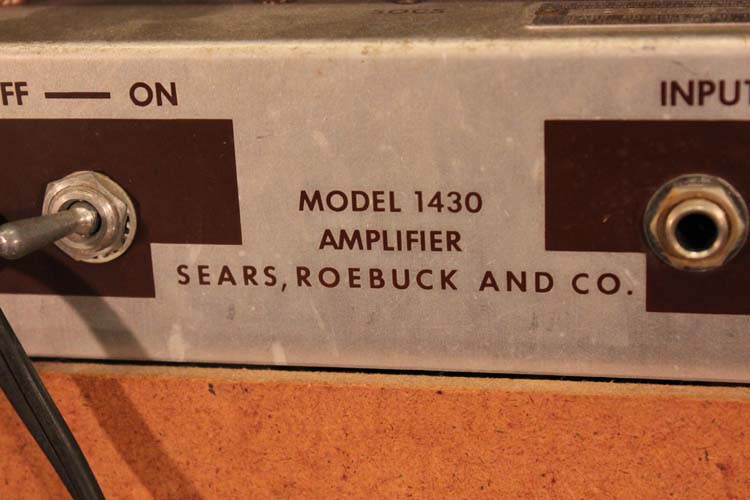 FF — ON
INPUT
MODEL 1430
AMPLIFIER
SEARS, ROEBUCK AND CO.